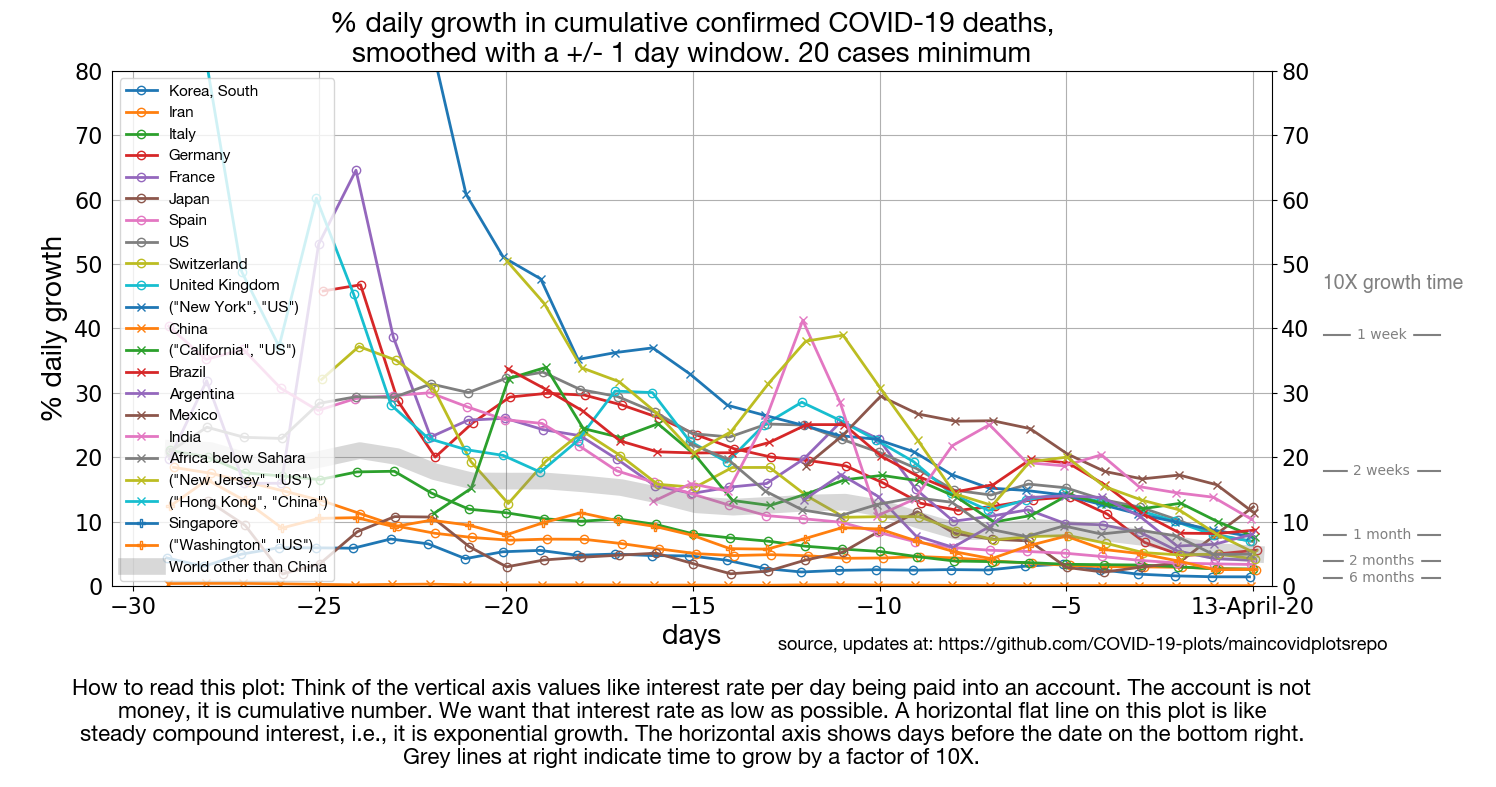 % daily growth in cumulative confirmed COVID-19 deaths,
smoothed with a +/- 1 day window. 20 cases minimum
% daily growth
80
70
60
50
40
30
20
10
0
Korea, South
Iran
Italy
Germany
France
Japan
Spain
US
Switzerland
United Kingdom
("New York", "US")
China
("California", "US")
Brazil
Argentina
Mexico
India
Africa below Sahara
("New Jersey", "US")
("Hong Kong", "China")
Singapore
("Washington", "US")
World other than China
80
70
60
50
40
30
20
10
0
10X growth time
1 week
2 weeks
1 month
2 months
6 months
−30
−25
−20
−15
−10
−5
13-April-20
days
source, updates at: https://github.com/COVID-19-plots/maincovidplotsrepo
How to read this plot: Think of the vertical axis values like interest rate per day being paid into an account. The account is not
money, it is cumulative number. We want that interest rate as low as possible. A horizontal flat line on this plot is like
steady compound interest, i.e., it is exponential growth. The horizontal axis shows days before the date on the bottom right.
Grey lines at right indicate time to grow by a factor of 10X.